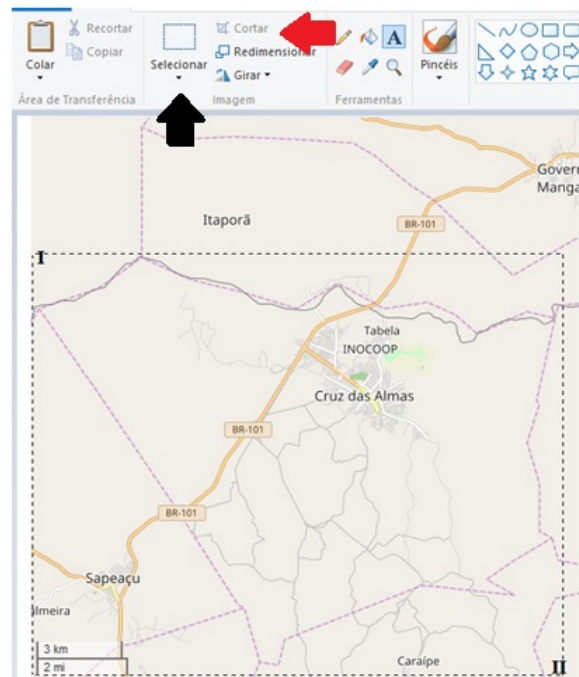 Colar
Recortar
Copiar
Área de Transferência
Selecionar
Cortar
Redimensionar
Girar
Imagem
A
Ferramentas
Pincéis
Govern
Manga
Itaporã
BR-101
I
Tabela
INOCOOP
Cruz das Almas
BR-101
BR-101
Sapeaçu
lmeira
3 km
2 mi
Caraípe
II